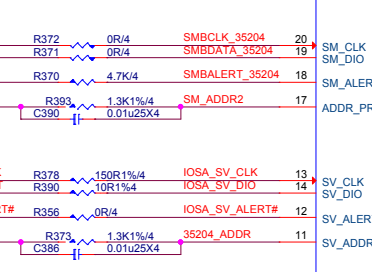 R372 0R/4 SMBCLK_35204 20 SM_CLK
R371 0R/4 SMBDATA_35204 19 SM_DIO
R370 4.7K/4 SMBALERT_35204 18 SM_ALER
R393 1.3K1%/4 SM_ADDR2 17 ADDR_PR
C390 0.01u25X4
R378 150R1%/4 IOSA_SV_CLK 13 SV_CLK
R390 10R1%4 IOSA_SV_DIO 14 SV_DIO
RT# R356 0R/4 IOSA_SV_ALERT# 12 SV_ALER
R373 1.3K1%/4 35204_ADDR 11 SV_ADDR
C386 0.01u25X4